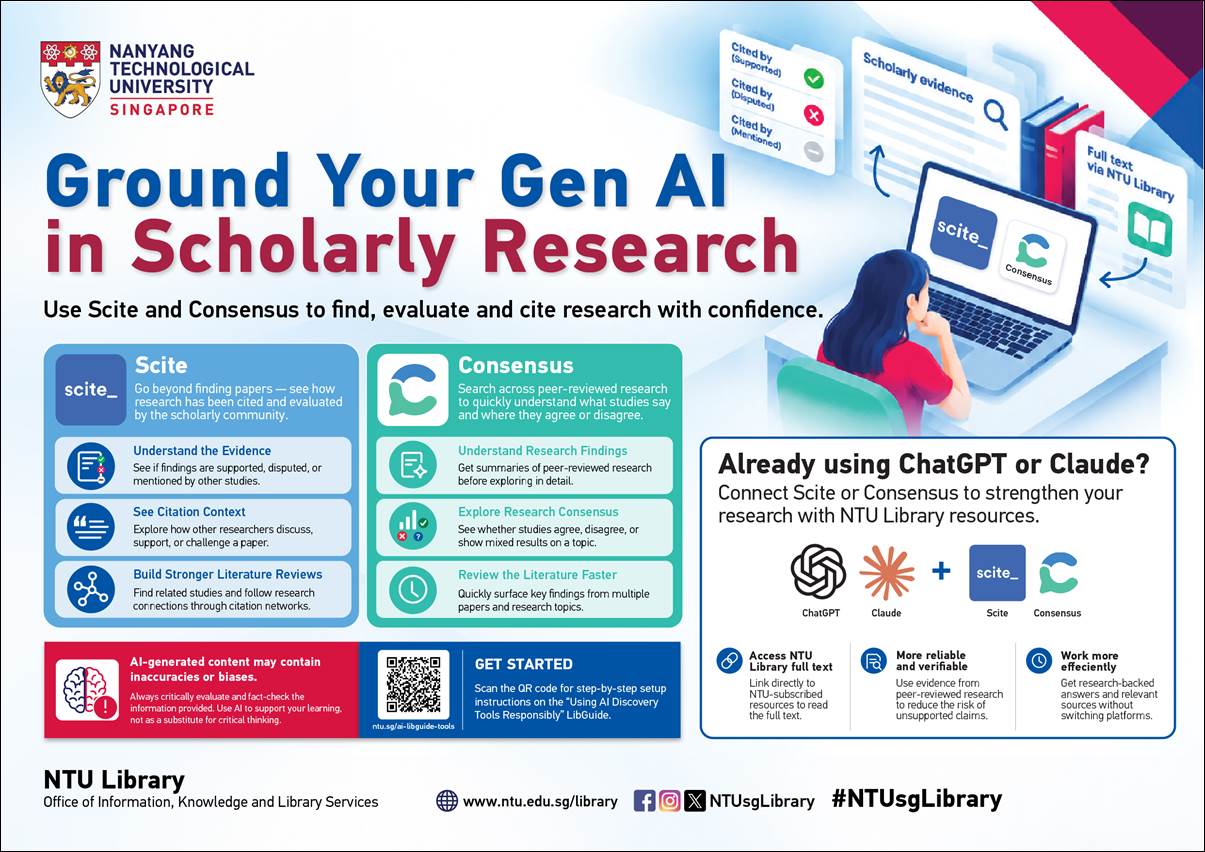 NANYANG
TECHNOLOGICAL
UNIVERSITY
SINGAPORE
Cited by
(Supported)
Cited by
(Disputed)
Cited by
(Mentioned)
Scholarly evidence
Full text
via NTU Library
scite_
Consensus
Ground Your Gen AI
in Scholarly Research
Use Scite and Consensus to find, evaluate and cite research with confidence.
scite_
Scite
Go beyond finding papers — see how
research has been cited and evaluated
by the scholarly community.
Understand the Evidence
See if findings are supported, disputed, or
mentioned by other studies.
See Citation Context
Explore how other researchers discuss,
support, or challenge a paper.
Build Stronger Literature Reviews
Find related studies and follow research
connections through citation networks.
Consensus
Search across peer-reviewed research
to quickly understand what studies say
and where they agree or disagree.
Understand Research Findings
Get summaries of peer-reviewed research
before exploring in detail.
Explore Research Consensus
See whether studies agree, disagree, or
show mixed results on a topic.
Review the Literature Faster
Quickly surface key findings from multiple
papers and research topics.
Already using ChatGPT or Claude?
Connect Scite or Consensus to strengthen your
research with NTU Library resources.
ChatGPT
Claude
+
scite_
Scite
Consensus
Access NTU
Library full text
Link directly to
NTU-subscribed
resources to read
the full text.
More reliable
and verifiable
Use evidence from
peer-reviewed research
to reduce the risk of
unsupported claims.
Work more
effeciently
Get research-backed
answers and relevant
sources without
switching platforms.
AI-generated content may contain
inaccuracies or biases.
Always critically evaluate and fact-check the
information provided. Use AI to support your learning,
not as a substitute for critical thinking.
ntu.sg/ai-libguide-tools
GET STARTED
Scan the QR code for step-by-step setup
instructions on the "Using AI Discovery
Tools Responsibly" LibGuide.
NTU Library
Office of Information, Knowledge and Library Services
www.ntu.edu.sg/library
NTUsgLibrary
#NTUsgLibrary